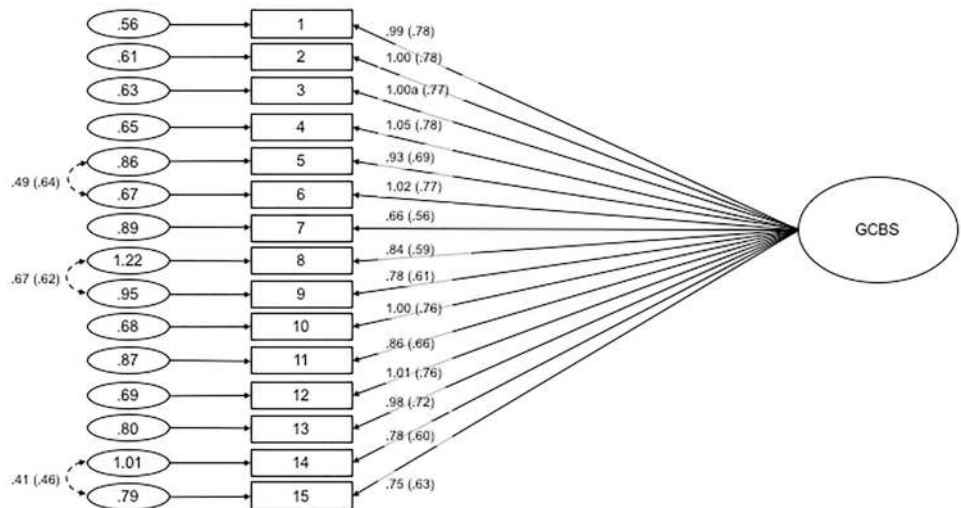 .56 1 .99 (.78)
.61 2 1.00 (.78)
.63 3 1.00a (.77)
.65 4 1.05 (.78)
.86 5 .93 (.69)
.49 (.64)
.67 6 1.02 (.77)
.89 7 .66 (.56)
GCBS
1.22 8 .84 (.59)
.67 (.62)
.95 9 .78 (.61)
.68 10 1.00 (.76)
.87 11 .86 (.66)
.69 12 1.01 (.76)
.80 13 .98 (.72)
1.01 14 .78 (.60)
.41 (.46)
.79 15 .75 (.63)